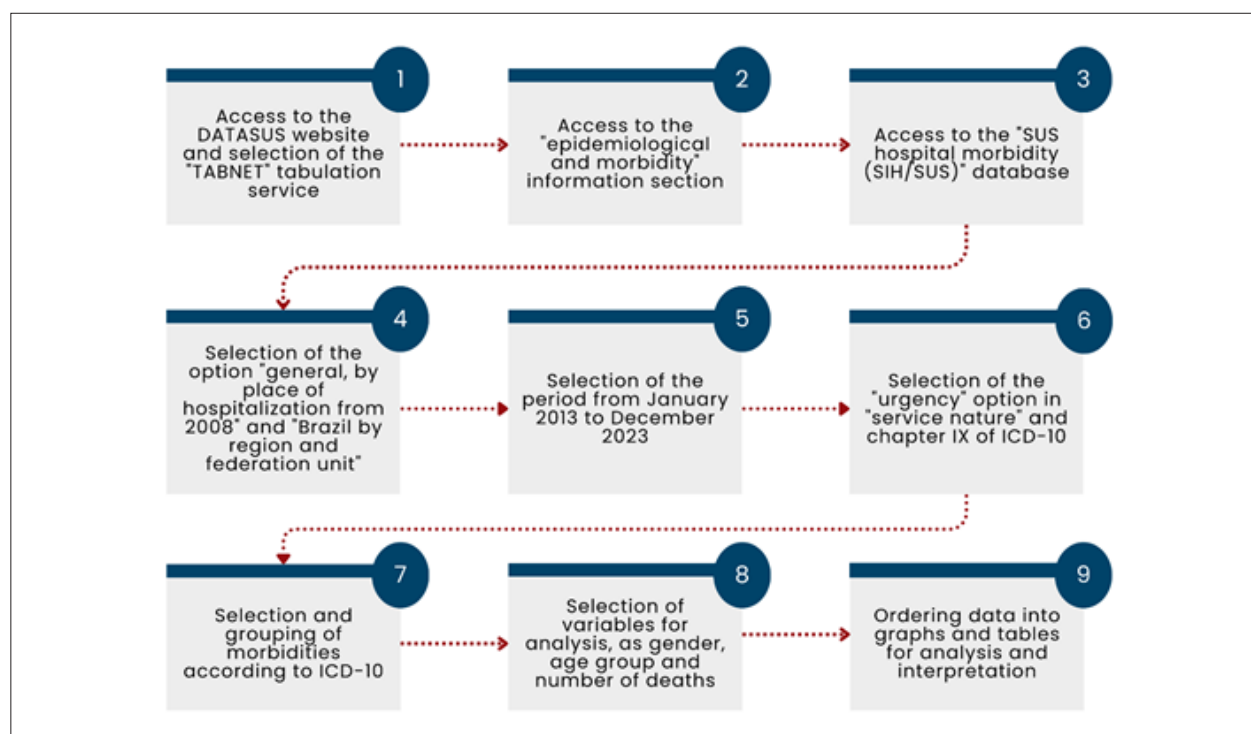 1
Access to the
DATASUS website
and selection of the
"TABNET" tabulation
service
2
Access to the
"epidemiological
and morbidity"
information section
3
Access to the "SUS
hospital morbidity
(SIH/SUS)" database
4
Selection of the
option "general, by
place of
hospitalization from
2008" and "Brazil by
region and
federation unit"
5
Selection of the
period from January
2013 to December
2023
6
Selection of the
"urgency" option in
"service nature" and
chapter IX of ICD-10
7
Selection and
grouping of
morbidities
according to ICD-10
8
Selection of
variables for
analysis, as gender,
age group and
number of deaths
9
Ordering data into
graphs and tables
for analysis and
interpretation